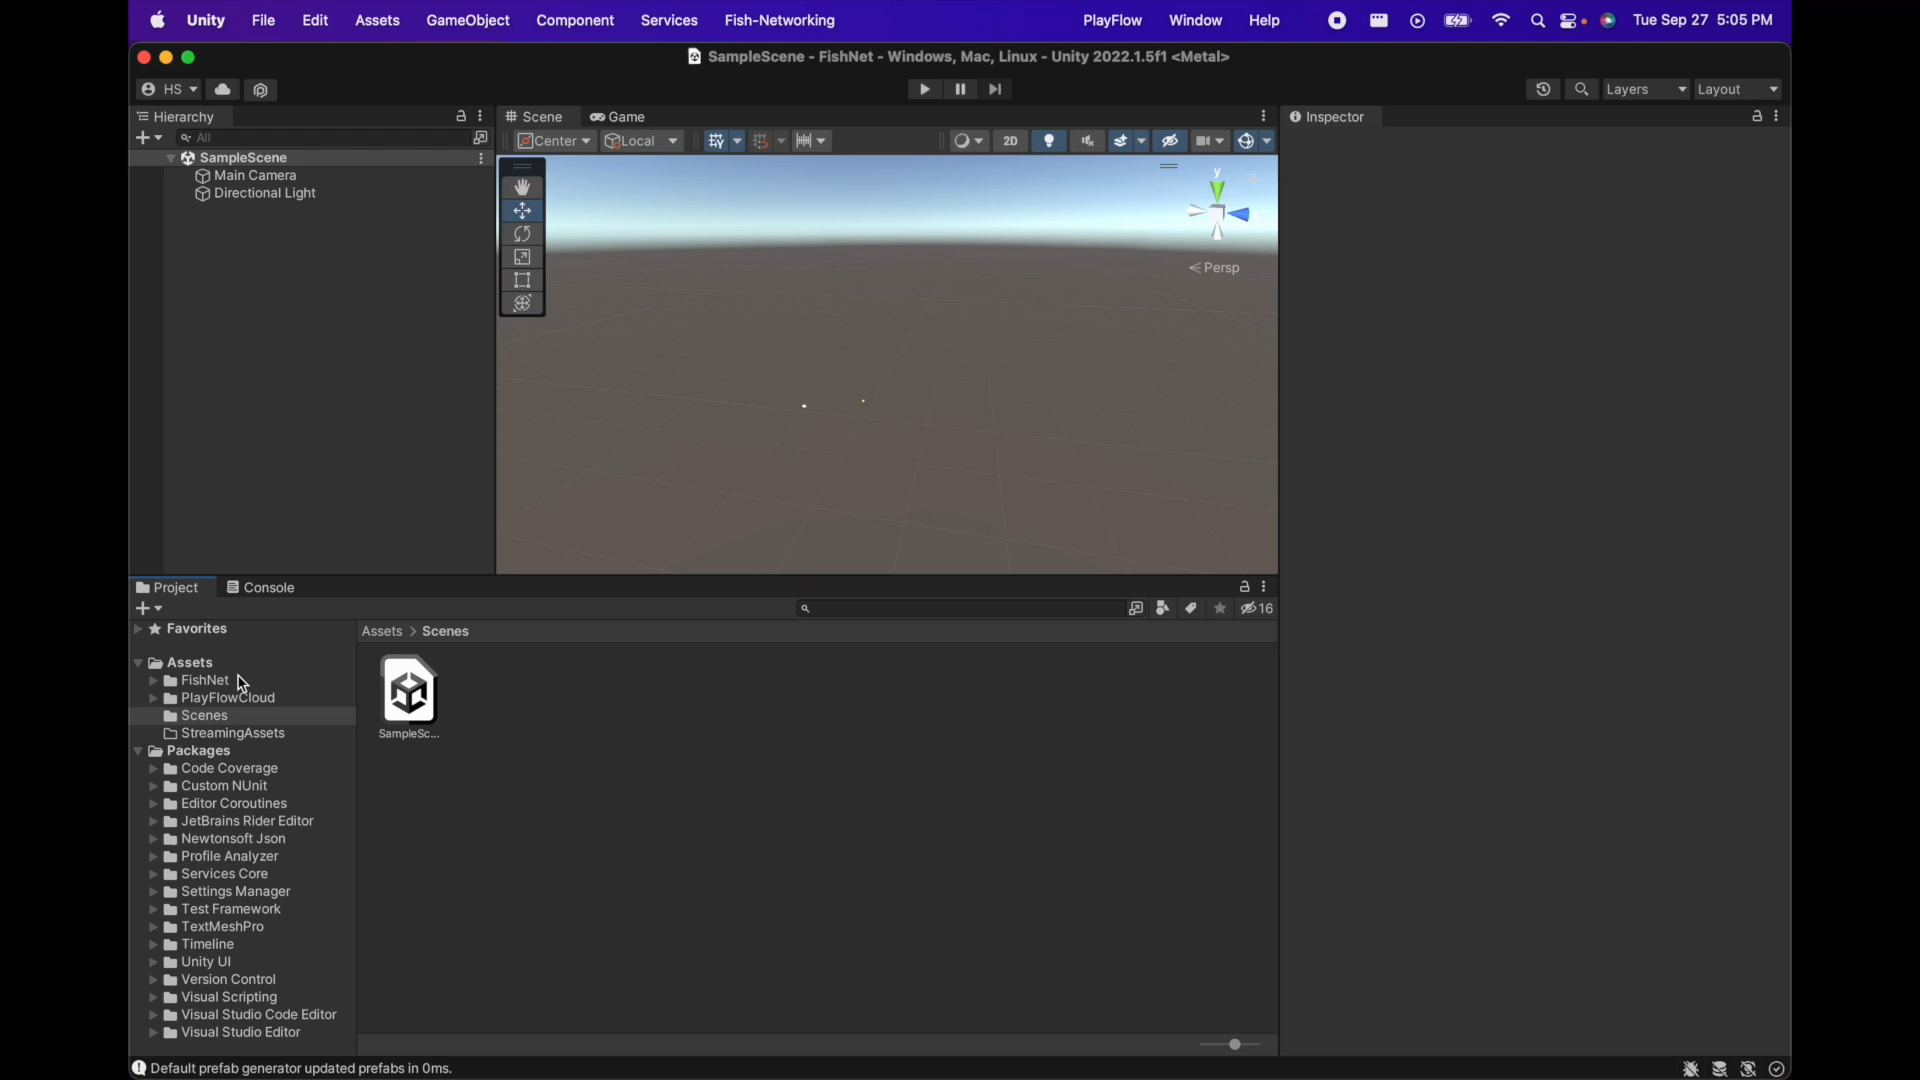 Unity File Edit Assets GameObject Component Services Fish-Networking PlayFlow Window Help Tue Sep 27 5:05 PM
SampleScene - FishNet - Windows, Mac, Linux - Unity 2022.1.5f1 <Metal>
HS Layers Layout
Hierarchy Scene Game Inspector
All Center Local 2D
SampleScene
Main Camera
Directional Light
y
Persp
Project Console
16
Favorites
Assets > Scenes
Assets
FishNet
PlayFlowCloud
Scenes
StreamingAssets
SampleSc...
Packages
Code Coverage
Custom NUnit
Editor Coroutines
JetBrains Rider Editor
Newtonsoft Json
Profile Analyzer
Services Core
Settings Manager
Test Framework
TextMeshPro
Timeline
Unity UI
Version Control
Visual Scripting
Visual Studio Code Editor
Visual Studio Editor
Default prefab generator updated prefabs in 0ms.